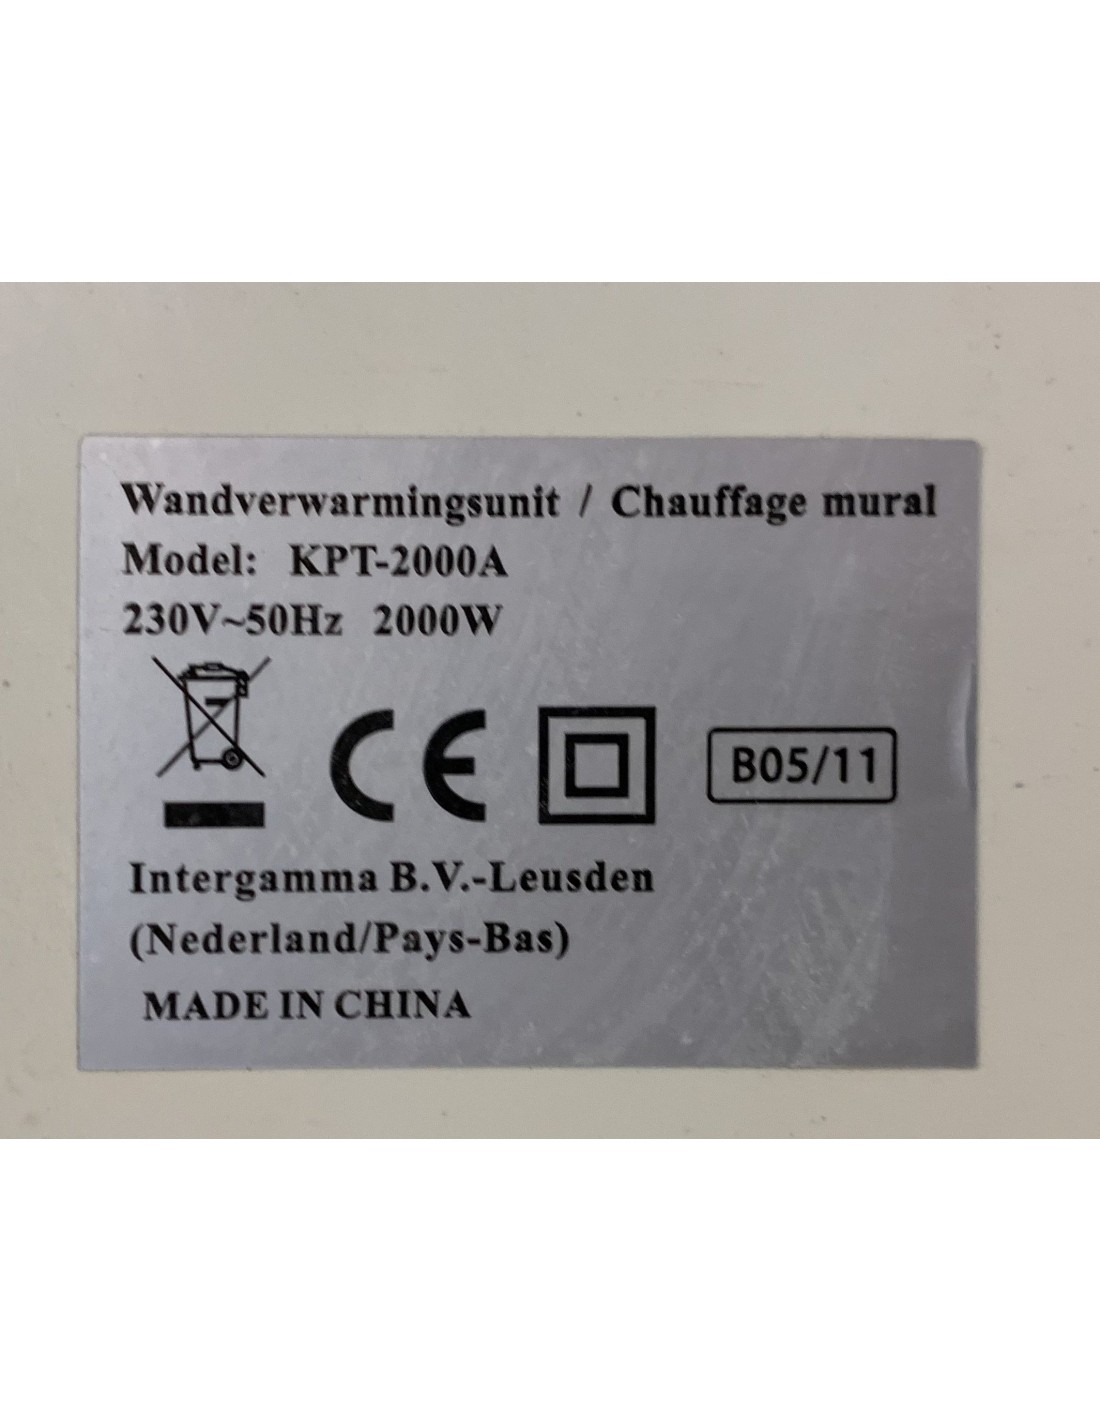 Wandverwarmingsunit / Chauffage mural
Model: KPT-2000A
230V~50Hz 2000W
CE
B05/11
Intergamma B.V.-Leusden
(Nederland/Pays-Bas)
MADE IN CHINA